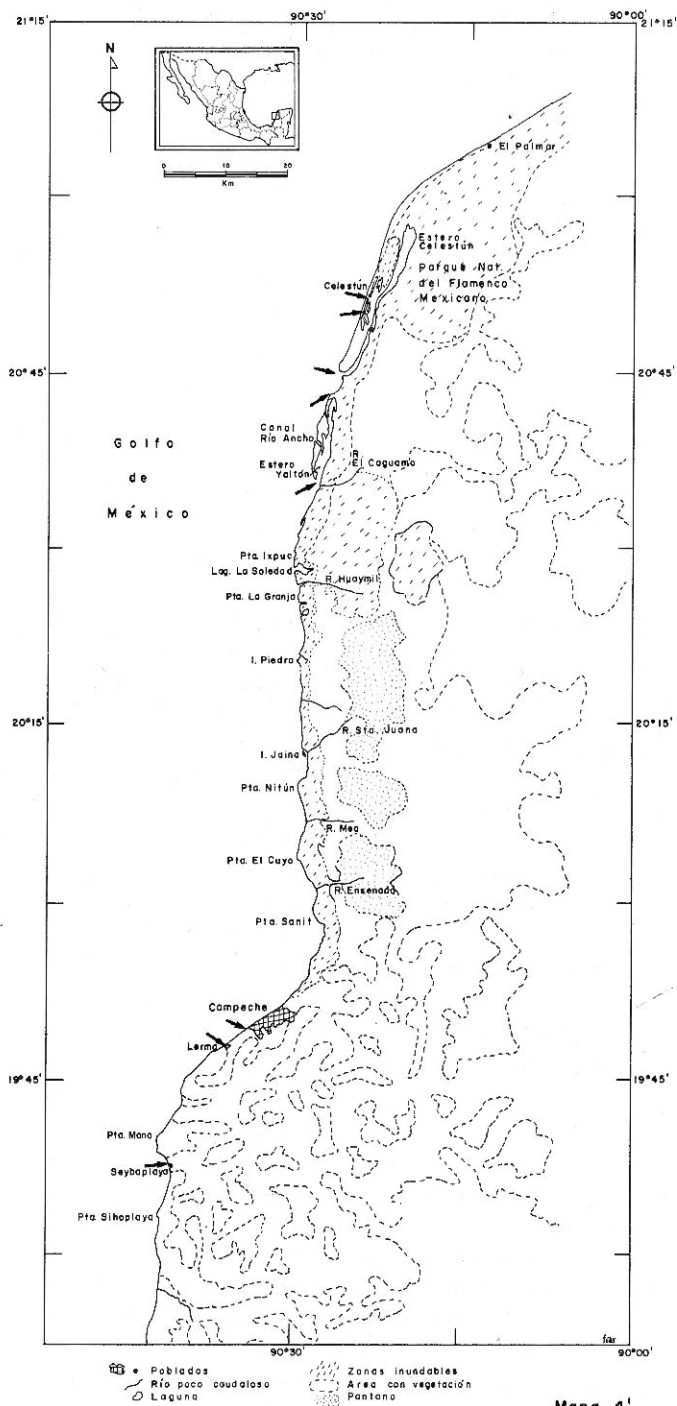 90°30' 90°00'
21°15' 21°15'
N
0 10 20
Km
El Palmar
Estero
Celestún
Parque Nat.
del Flamenco
Mexicano
Celestún
20°45' 20°45'
Canal
Río Ancho
Golfo
de
México
R.
El Caguamo
Estero
Yaltón
Pta. Ixpuc
Lag. La Soledad
R. Huaymil
Pta. La Granja
I. Piedra
20°15' 20°15'
R. Sta. Juana
I. Jaina
Pta. Nitún
R. Mea
Pta. El Cuyo
R. Ensenada
Pta. Sanit
Campeche
Lerma
19°45' 19°45'
Pta. Mona
Seybaplaya
Pta. Sihoplaya
90°30' 90°00'
Poblados
Río poco caudaloso
Laguna
Zonas inundables
Area con vegetación
Pantano
Mapa 4'